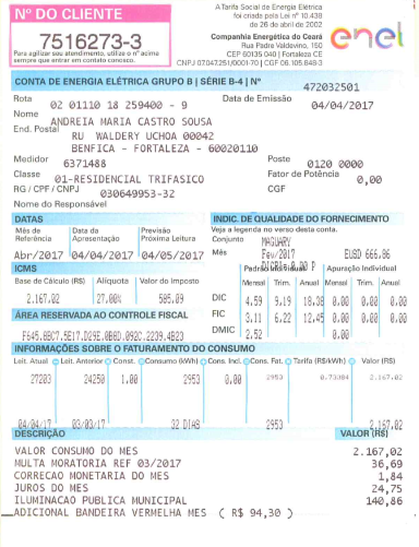 Nº DO CLIENTE
7516273-3
Para agilizar seu atendimento, utilize o nº acima
sempre que entrar em contato conosco.
A Tarifa Social de Energia Elétrica
foi criada pela Lei nº 10.438
de 26 de abril de 2002
Companhia Energética do Ceará
Rua Padre Valdevino, 150
CEP 60135 040 | Fortaleza CE
CNPJ 07.047.251/0001-70 | CGF 06.105.848-3
enel
CONTA DE ENERGIA ELÉTRICA GRUPO B | SÉRIE B-4 | Nº 472032501
Rota 02 01110 18 259400 - 9
Data de Emissão 04/04/2017
Nome ANDREIA MARIA CASTRO SOUSA
End. Postal RU WALDERY UCHOA 00042
BENFICA - FORTALEZA - 60020110
Medidor 6371488
Poste 0120 0000
Classe 01-RESIDENCIAL TRIFASICO
Fator de Potência 0,00
RG / CPF / CNPJ 030649953-32
CGF
Nome do Responsável
DATAS
Mês de Referência Data da Apresentação Previsão Próxima Leitura
Abr/2017 04/04/2017 04/05/2017
ICMS
Base de Cálculo (R$) Alíquota Valor do Imposto
2.167,02 27,00% 585,09
ÁREA RESERVADA AO CONTROLE FISCAL
F645.8BC7.5E17.D29E.0B8D.092C.2239.4B23
INDIC. DE QUALIDADE DO FORNECIMENTO
Veja a legenda no verso desta conta.
Conjunto MAGUARY
Mês Fev/2017 EUSD 666,86
Padrão Individual Apuração Individual
Mensal Trim. Anual Mensal Trim. Anual
DIC 4.59 9.19 18.38 0.00 0.00 0.00
FIC 3.11 6.22 12.45 0.00 0.00 0.00
DMIC 2.52 0.00
INFORMAÇÕES SOBRE O FATURAMENTO DO CONSUMO
Leit. Atual Leit. Anterior Const. Consumo (kWh) Cons. Incl. Cons. Fat. Tarifa (R$/kWh) Valor (R$)
27203 24250 1.00 2953 0.00 2953 0.73384 2.167,02
04/04/17 03/03/17 32 DIAS 2953 2.167,02
DESCRIÇÃO VALOR (R$)
VALOR CONSUMO DO MES 2.167,02
MULTA MORATORIA REF 03/2017 36,69
CORRECAO MONETARIA DO MES 1,84
JUROS DO MES 24,75
ILUMINACAO PUBLICA MUNICIPAL 140,86
ADICIONAL BANDEIRA VERMELHA MES ( R$ 94,30 )